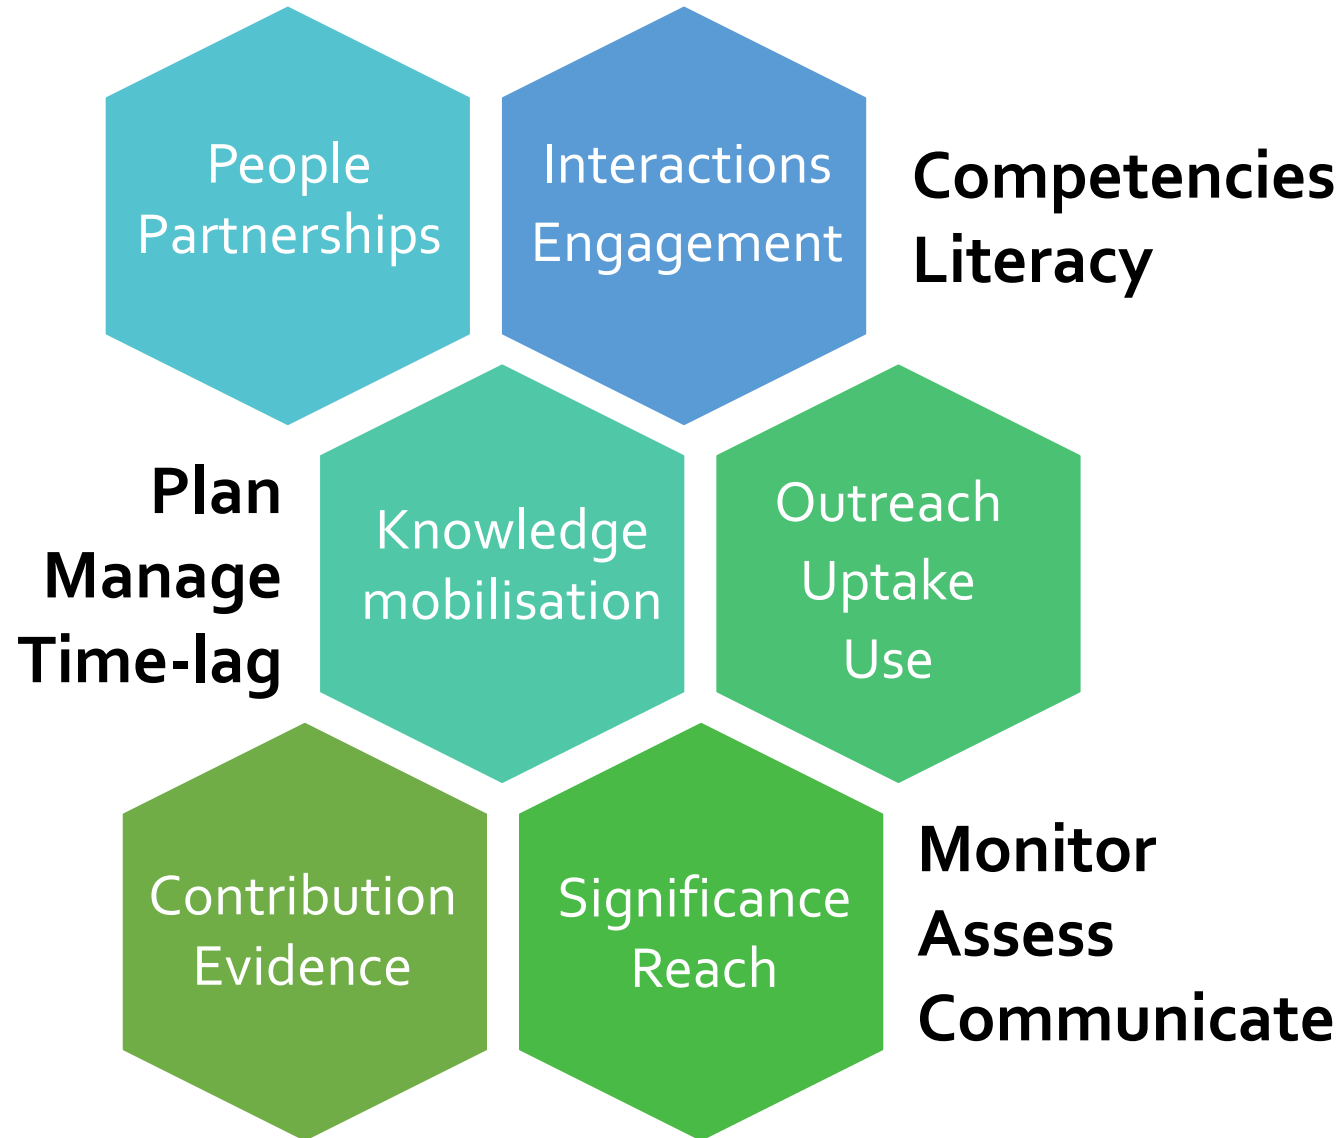 People
Partnerships
Interactions
Engagement
Competencies
Literacy
Plan
Manage
Time-lag
Knowledge
mobilisation
Outreach
Uptake
Use
Contribution
Evidence
Significance
Reach
Monitor
Assess
Communicate